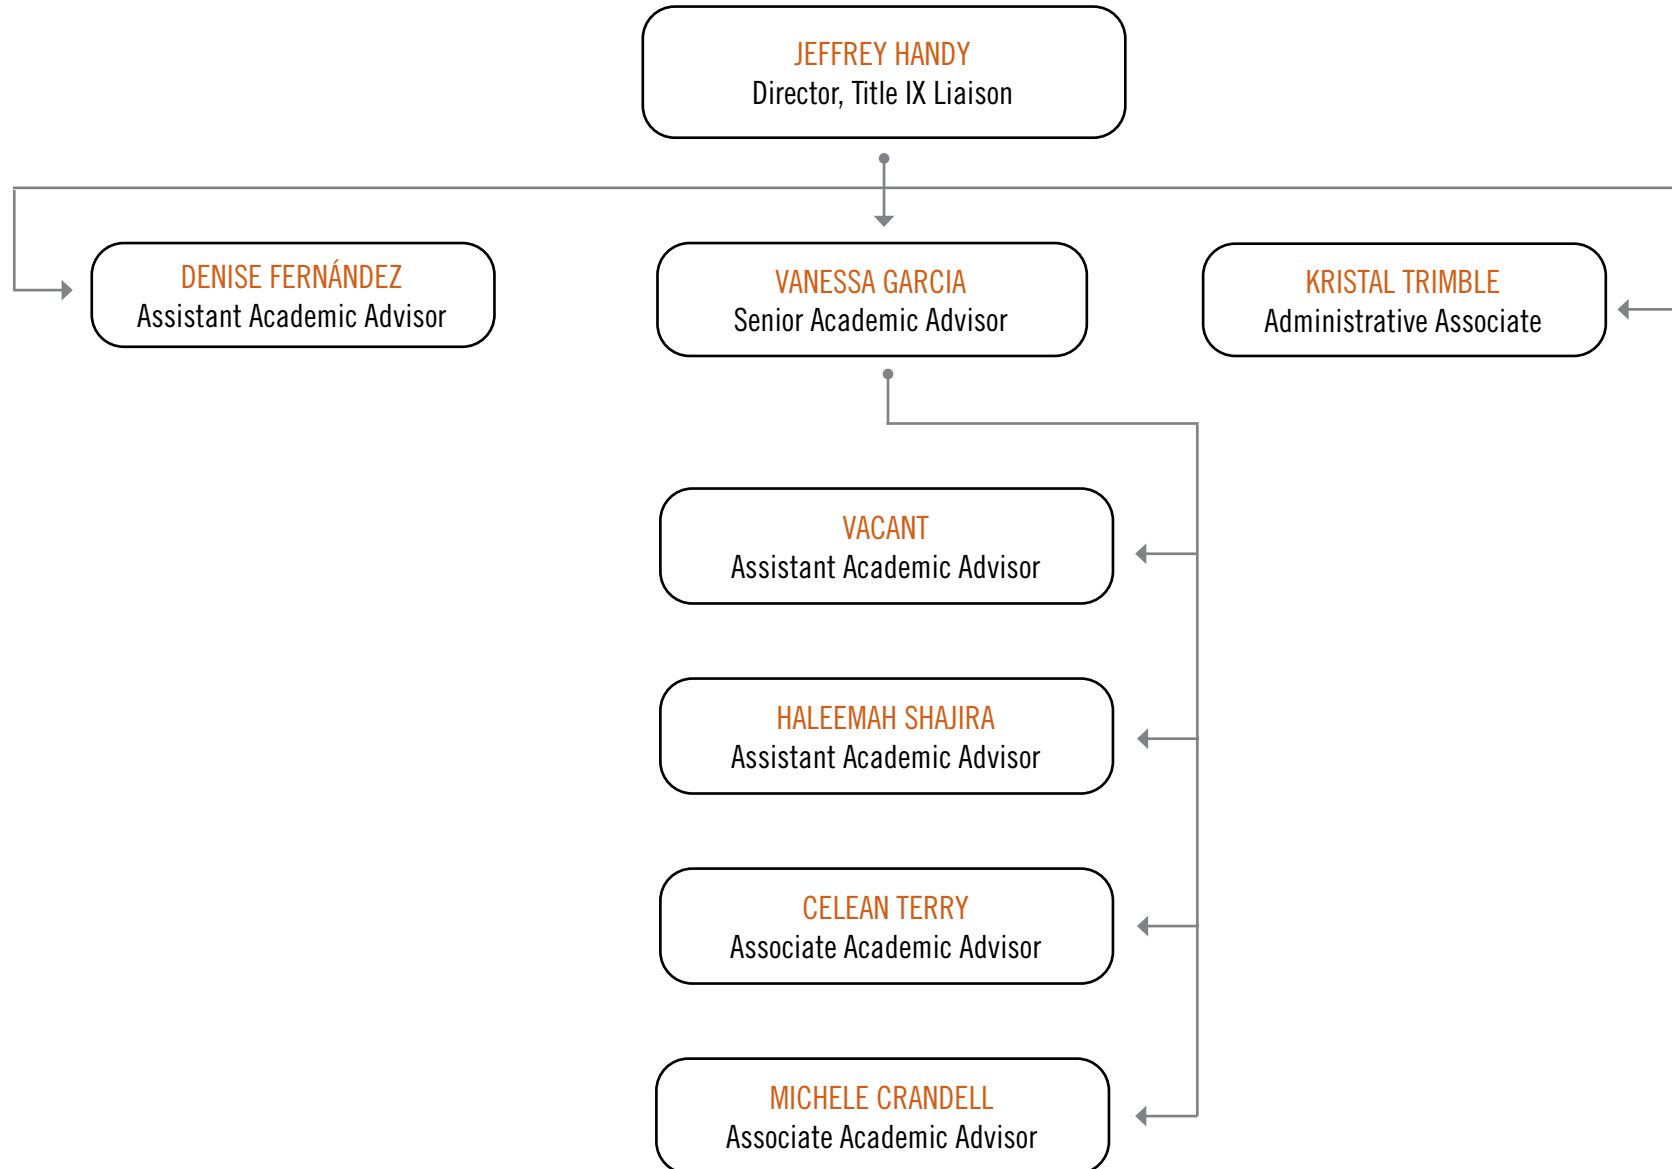 JEFFREY HANDY
Director, Title IX Liaison
DENISE FERNÁNDEZ
Assistant Academic Advisor
VANESSA GARCIA
Senior Academic Advisor
KRISTAL TRIMBLE
Administrative Associate
VACANT
Assistant Academic Advisor
HALEEMAH SHAJIRA
Assistant Academic Advisor
CELEAN TERRY
Associate Academic Advisor
MICHELE CRANDELL
Associate Academic Advisor